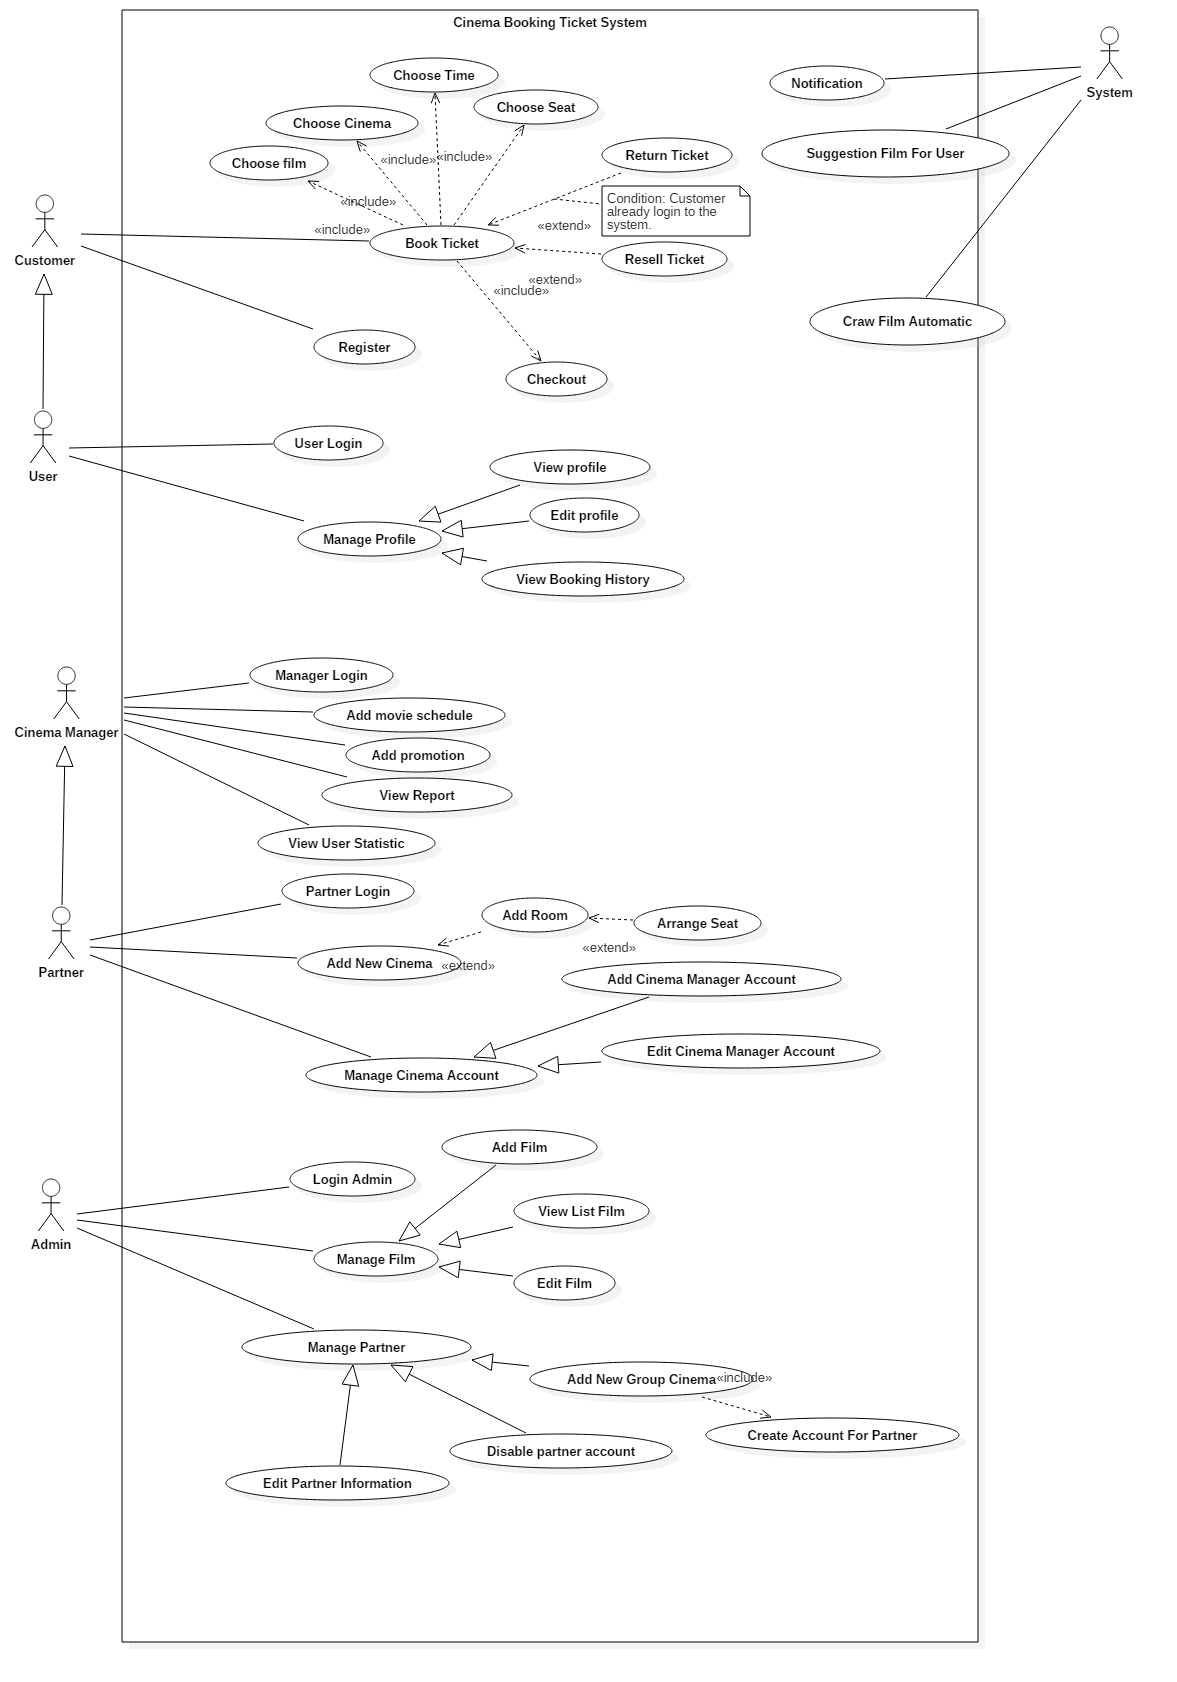 Cinema Booking Ticket System
Choose Time
Choose Seat
Choose Cinema
Choose film
Notification
System
Return Ticket
Suggestion Film For User
«include»
«include»
«include»
«include»
Condition: Customer
already login to the
system.
«extend»
Customer
Book Ticket
Resell Ticket
«extend»
«include»
Craw Film Automatic
Register
Checkout
User Login
User
View profile
Edit profile
Manage Profile
View Booking History
Manager Login
Add movie schedule
Cinema Manager
Add promotion
View Report
View User Statistic
Partner Login
Add Room
Arrange Seat
«extend»
Partner
Add New Cinema
«extend»
Add Cinema Manager Account
Edit Cinema Manager Account
Manage Cinema Account
Add Film
Login Admin
View List Film
Admin
Manage Film
Edit Film
Manage Partner
Add New Group Cinema
«include»
Create Account For Partner
Disable partner account
Edit Partner Information